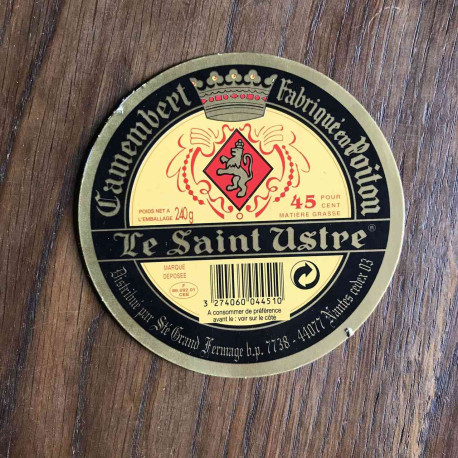 Camembert Fabriqué en Poitou
POIDS NET A
L'EMBALLAGE 240g
45 POUR
CENT
MATIÈRE GRASSE
Le Saint Ustre®
MARQUE
DÉPOSÉE
F
CEE
3 274060 044510
A consommer de préférence
avant le : voir sur le côté
Distribué par Sté Grand Fermage b.p. 7738 - 44077 Nantes cedex 03